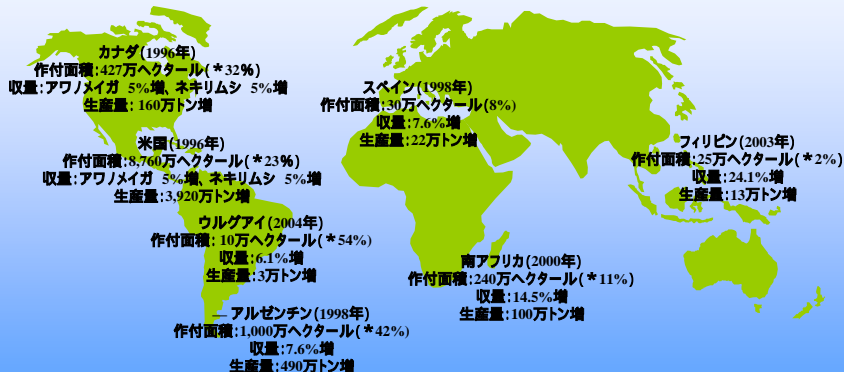 カナダ(1996年)
作付面積:427万ヘクタール(*32%)
収量:アワノメイガ 5%増、ネキリムシ 5%増
生産量: 160万トン増
米国(1996年)
作付面積:8,760万ヘクタール(*23%)
収量:アワノメイガ 5%増、ネキリムシ 5%増
生産量:3,920万トン増
ウルグアイ(2004年)
作付面積: 10万ヘクタール(*54%)
収量:6.1%増
生産量:3万トン増
— アルゼンチン(1998年)
作付面積:1,000万ヘクタール(*42%)
収量:7.6%増
生産量:490万トン増
スペイン(1998年)
作付面積:30万ヘクタール(8%)
収量:7.6%増
生産量:22万トン増
南アフリカ(2000年)
作付面積:240万ヘクタール(*11%)
収量:14.5%増
生産量:100万トン増
フィリピン(2003年)
作付面積:25万ヘクタール(*2%)
収量:24.1%増
生産量:13万トン増